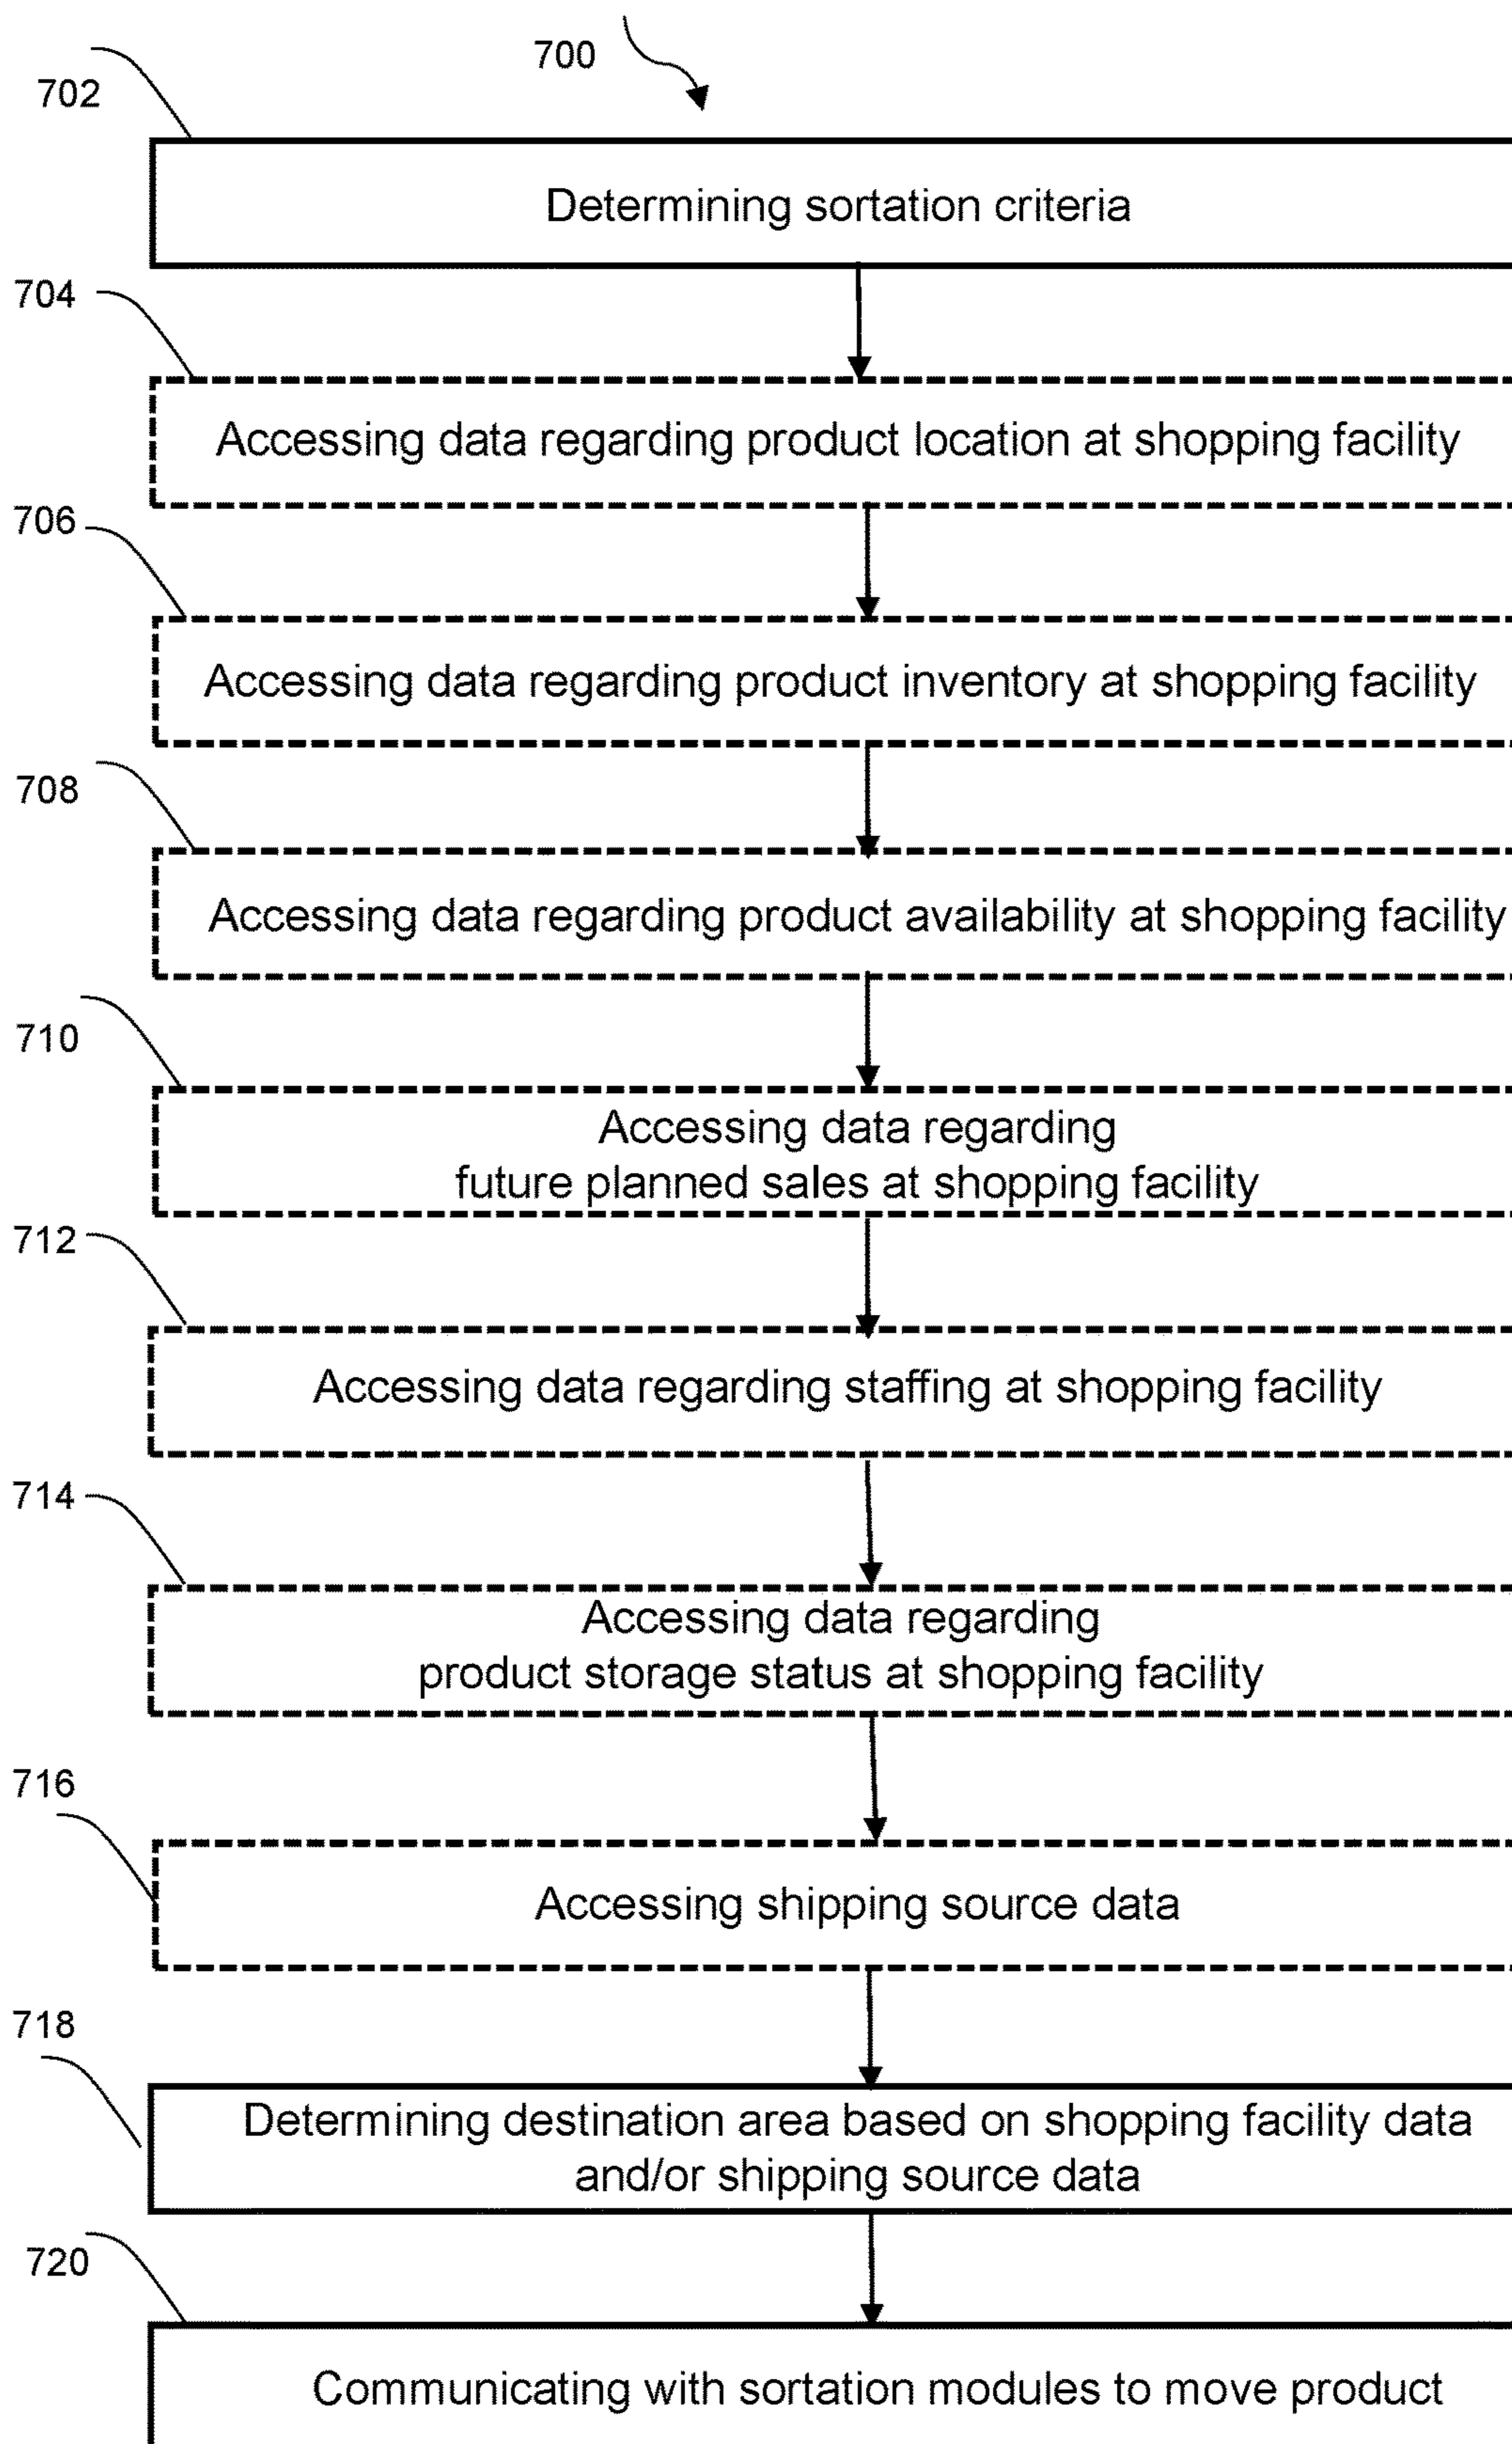 700
702
Determining sortation criteria
704
Accessing data regarding product location at shopping facility
706
Accessing data regarding product inventory at shopping facility
708
Accessing data regarding product availability at shopping facility
710
Accessing data regarding
future planned sales at shopping facility
712
Accessing data regarding staffing at shopping facility
714
Accessing data regarding
product storage status at shopping facility
716
Accessing shipping source data
718
Determining destination area based on shopping facility data
and/or shipping source data
720
Communicating with sortation modules to move product